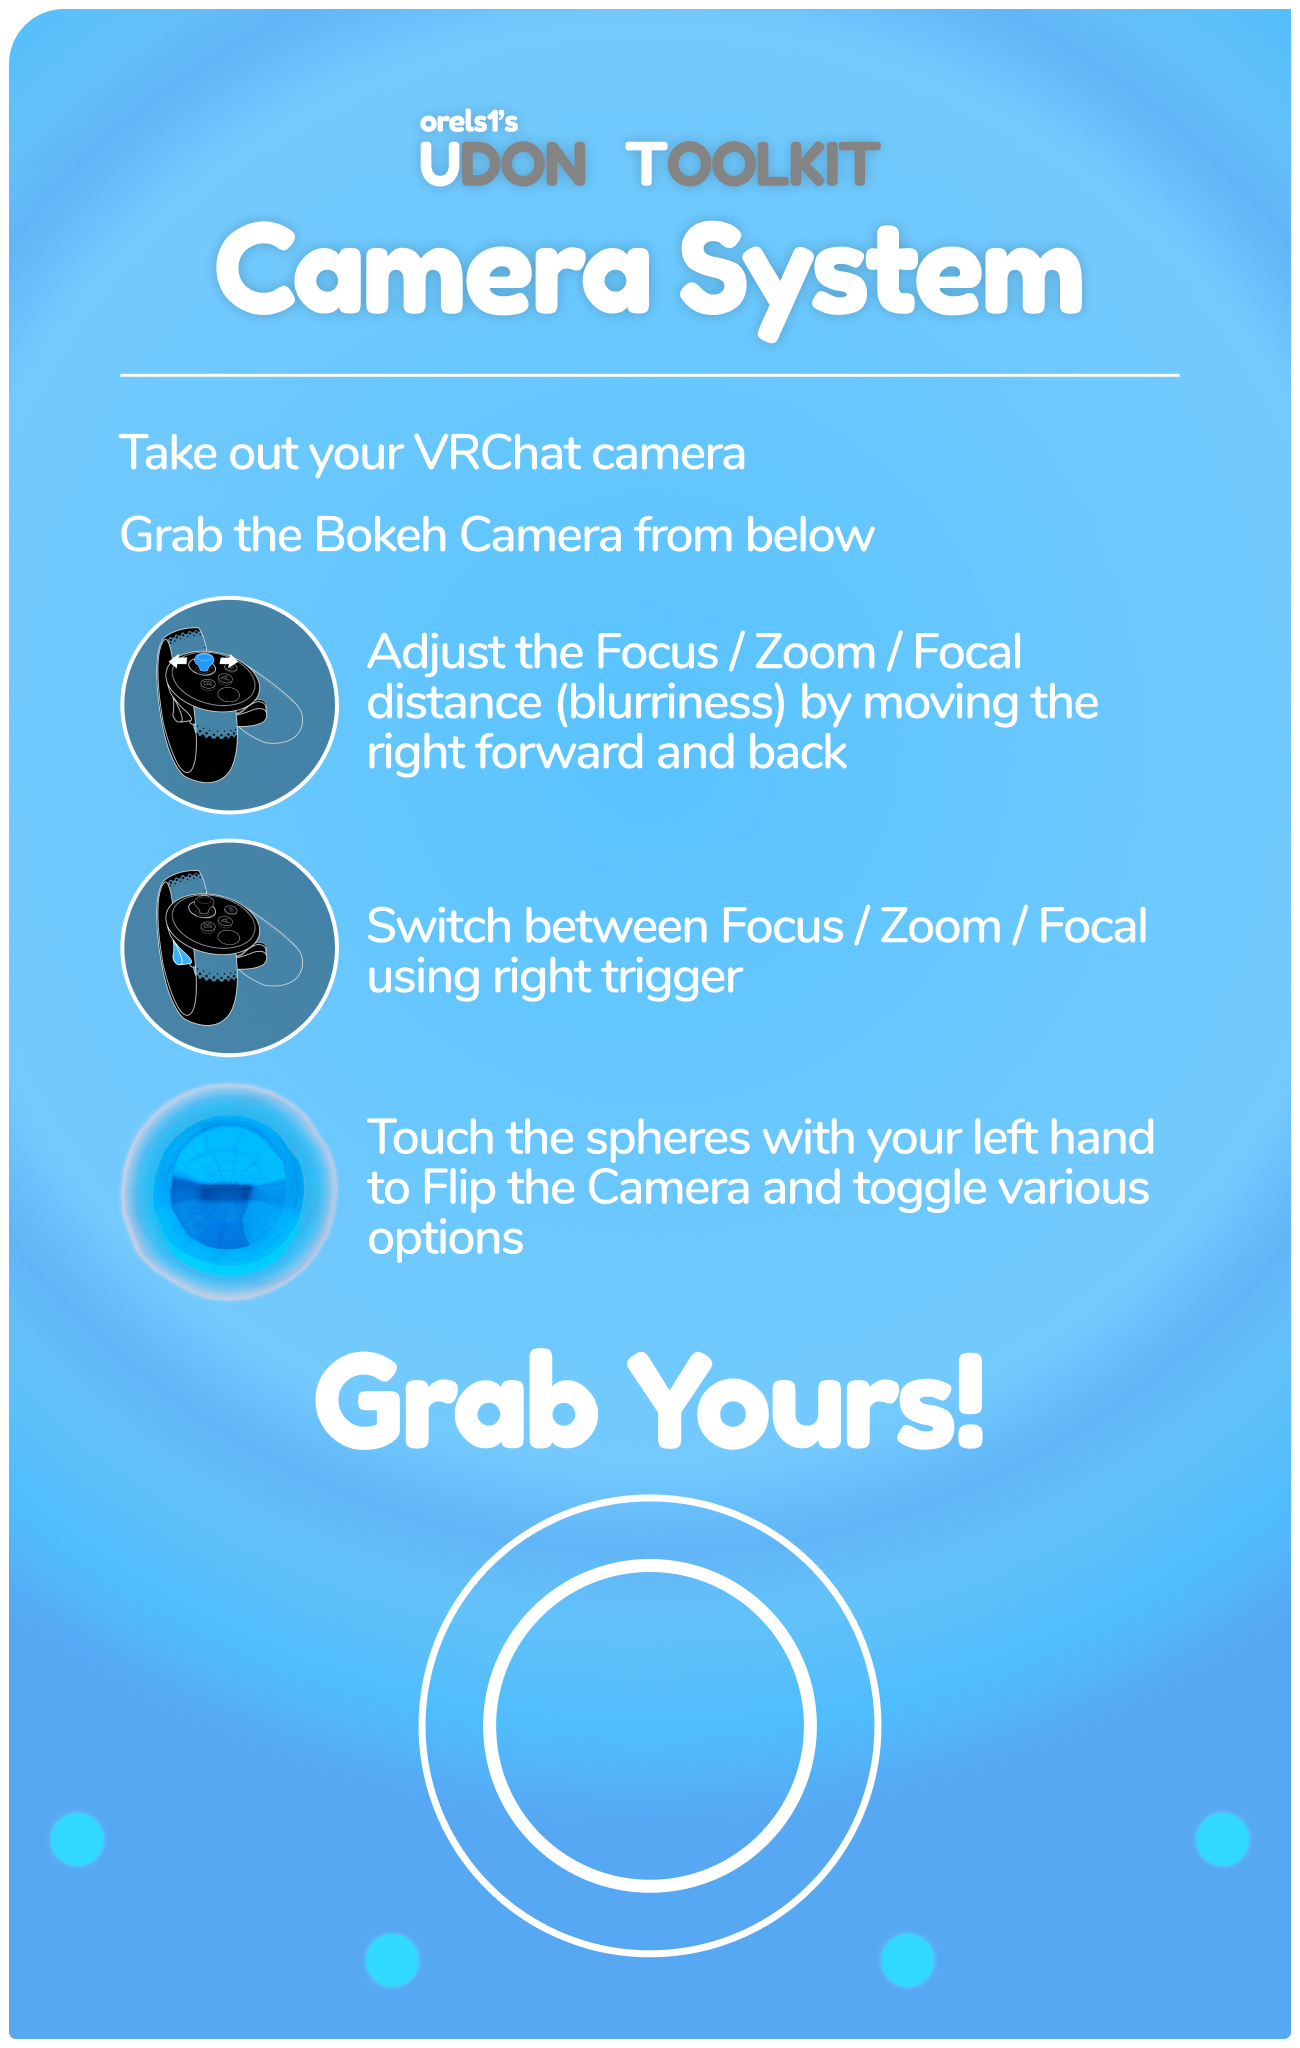 orels1's
UDON TOOLKIT
Camera System
Take out your VRChat camera
Grab the Bokeh Camera from below
Adjust the Focus / Zoom / Focal
distance (blurriness) by moving the
right forward and back
Switch between Focus / Zoom / Focal
using right trigger
Touch the spheres with your left hand
to Flip the Camera and toggle various
options
Grab Yours!